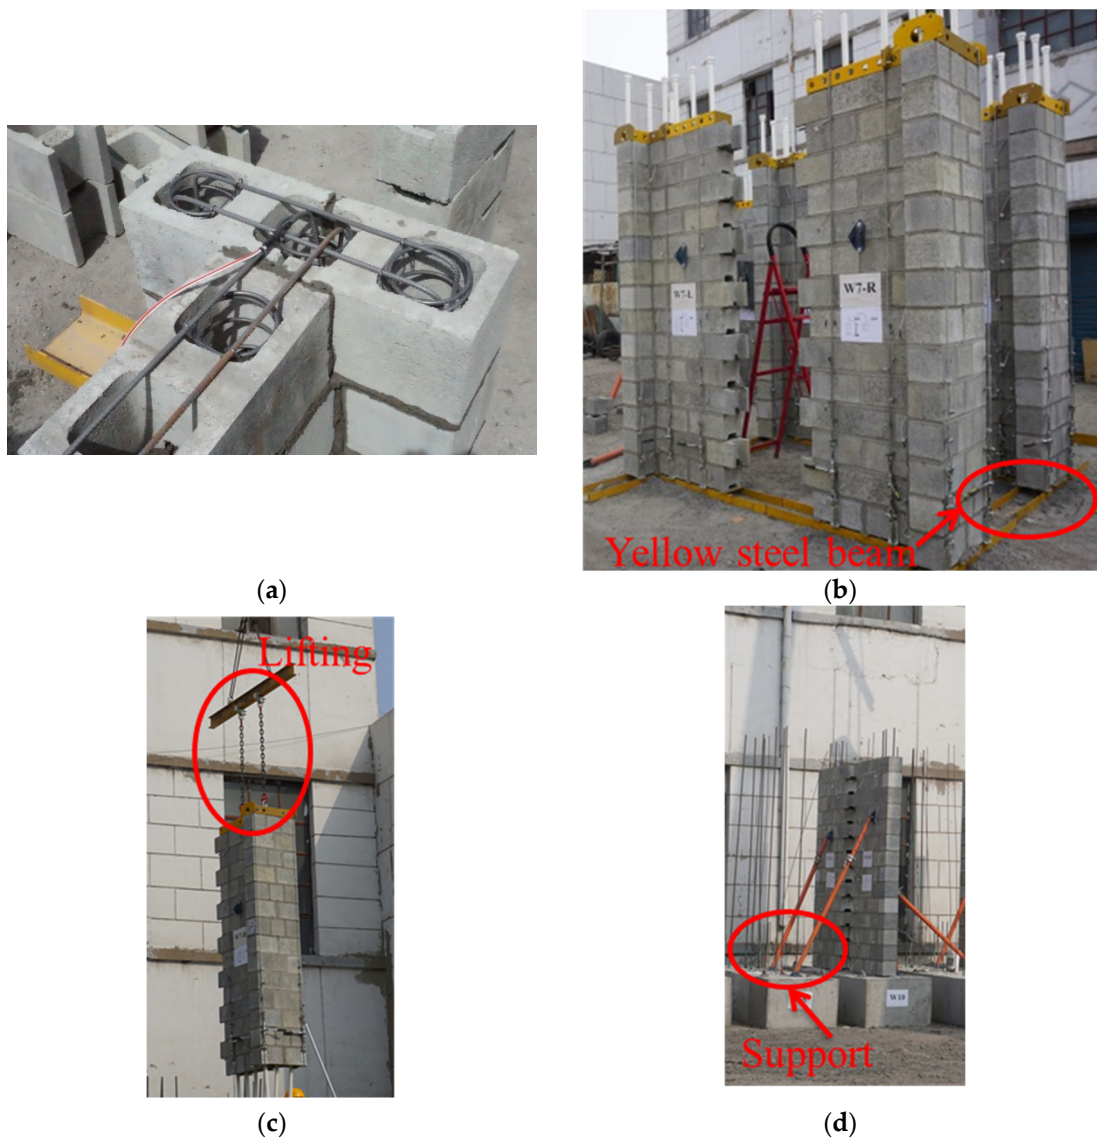 W7-L
W7-R
Yellow steel beam
(a)
(b)
Lifting
(c)
W10
Support
(d)